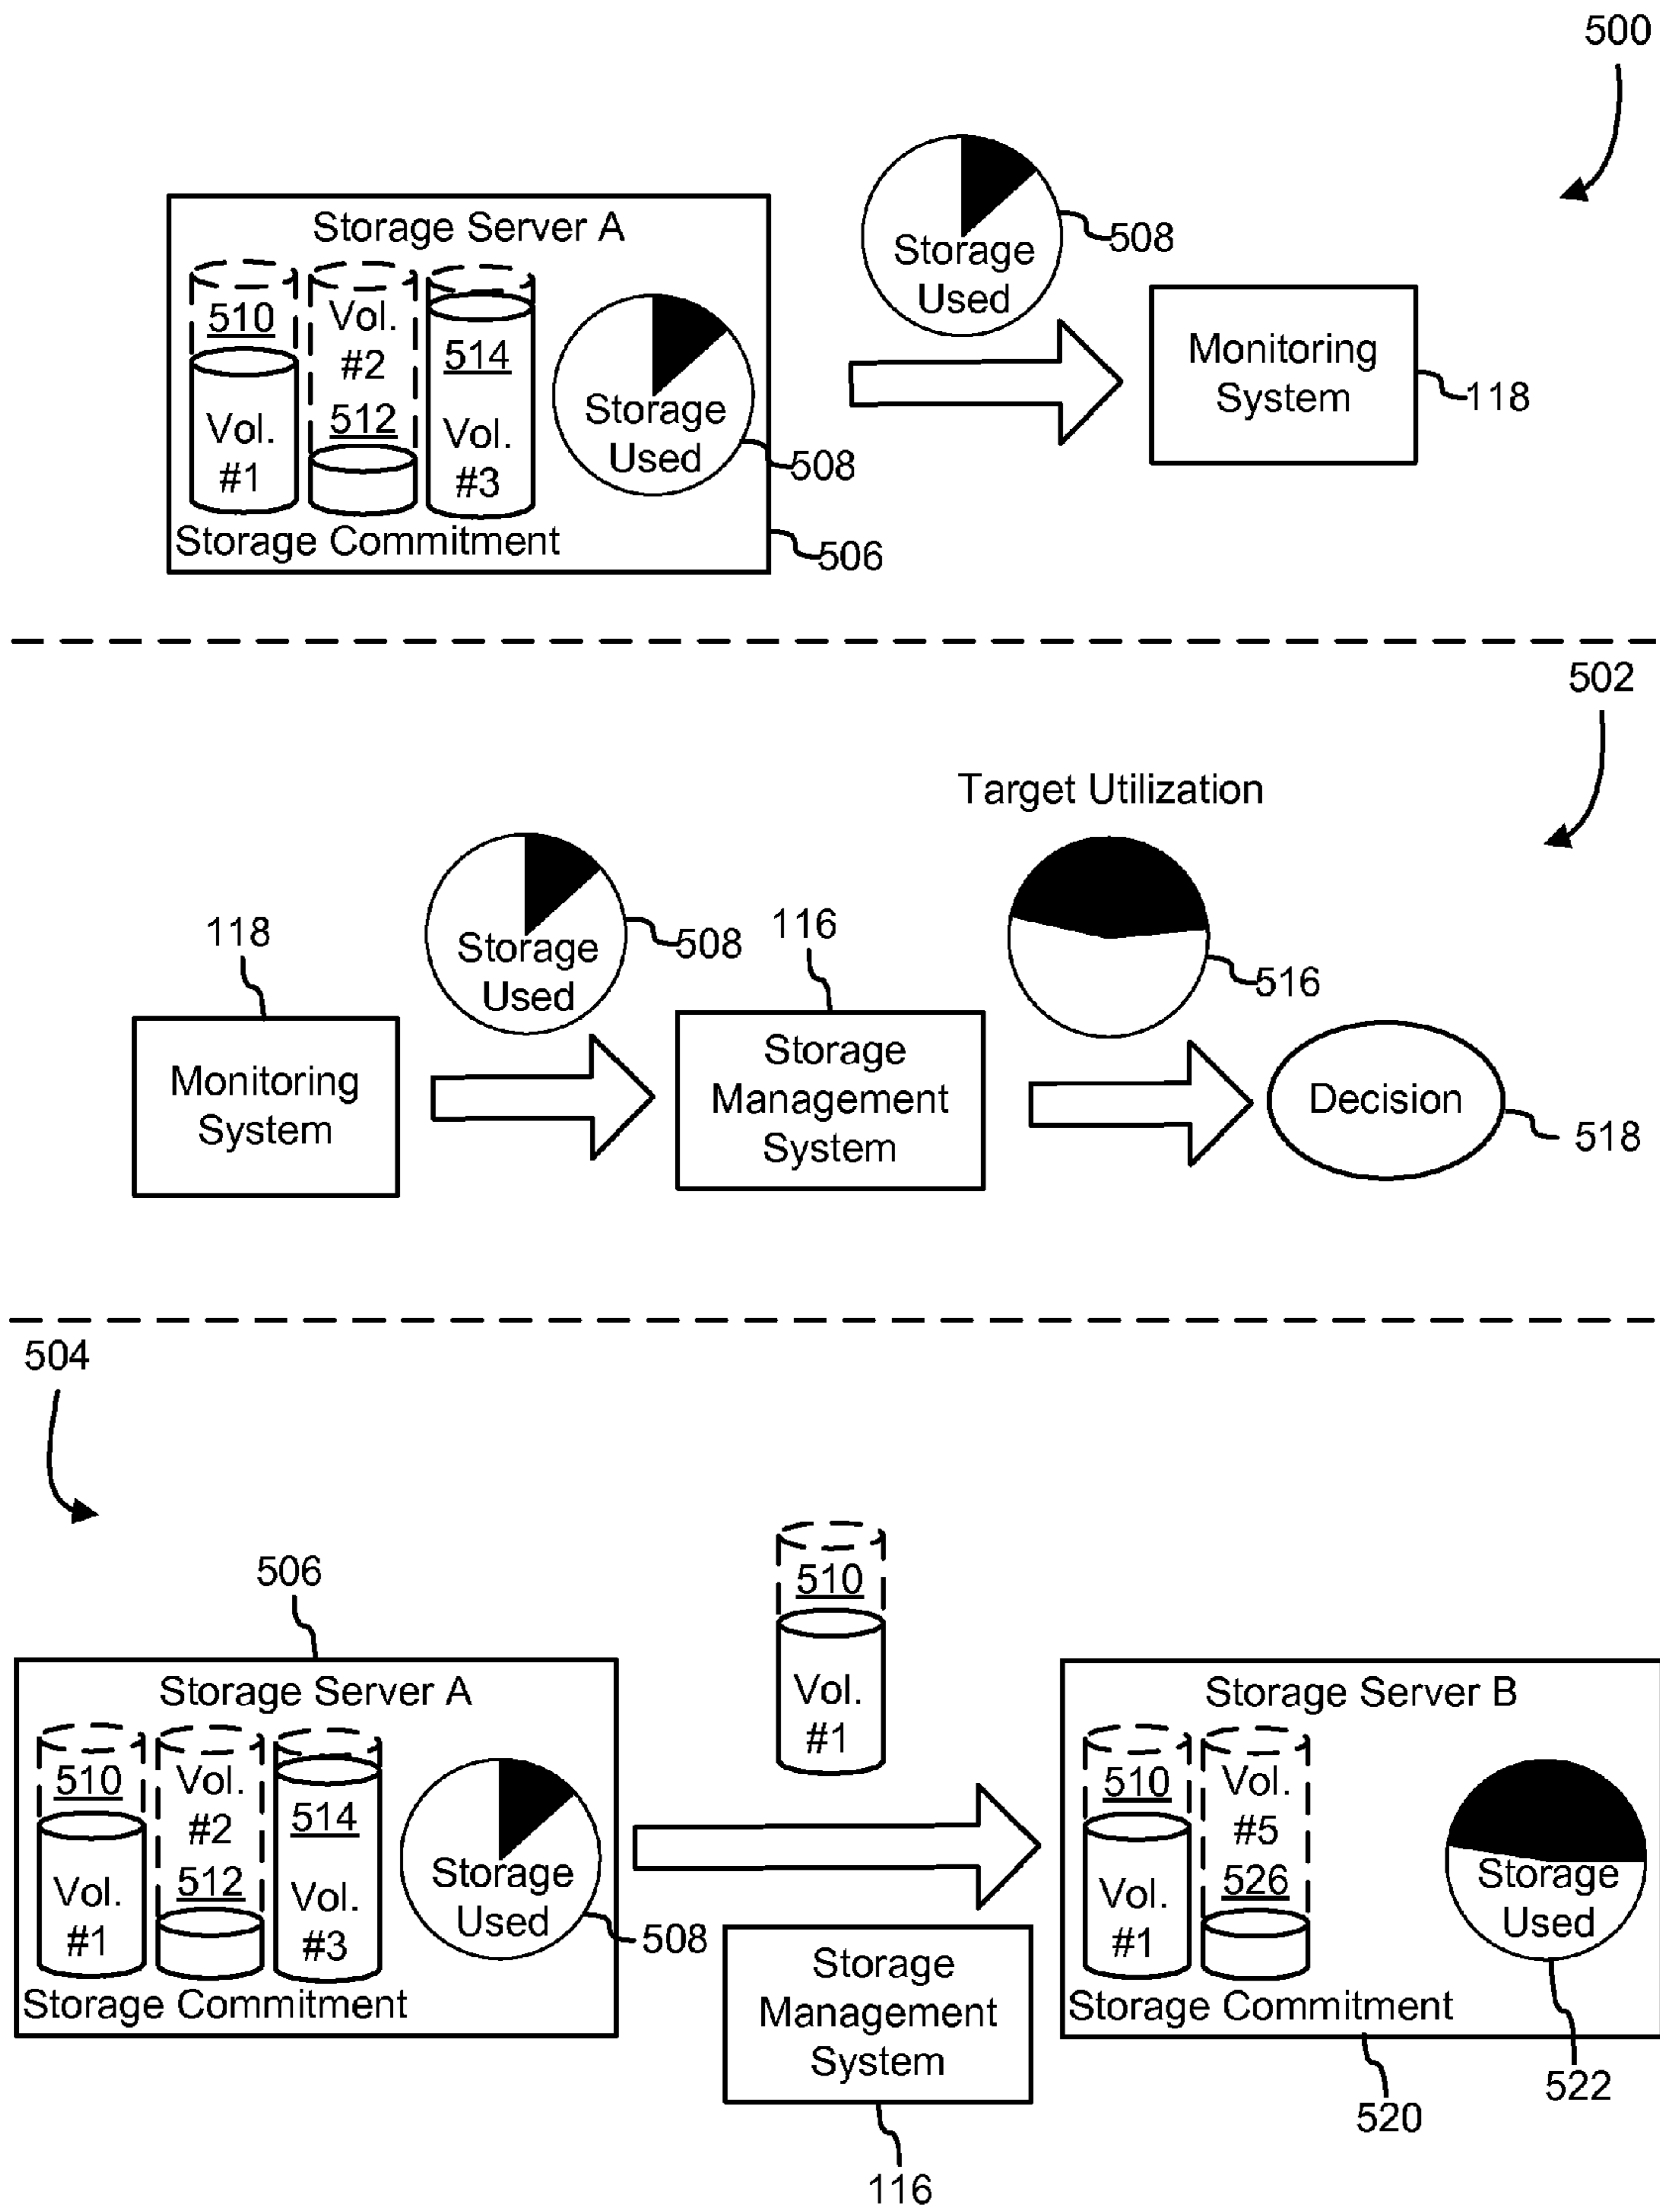 500
Storage Server A
510
Vol.
#1
Vol.
#2
512
514
Vol.
#3
Storage
Used
508
Storage Commitment
506
Storage
Used
508
Monitoring
System
118
502
Target Utilization
118
Monitoring
System
Storage
Used
508
116
Storage
Management
System
516
Decision
518
504
506
Storage Server A
510
Vol.
#1
Vol.
#2
512
514
Vol.
#3
Storage
Used
508
Storage Commitment
510
Vol.
#1
Storage
Management
System
116
Storage Server B
510
Vol.
#1
Vol.
#5
526
Storage
Used
Storage Commitment
522
520